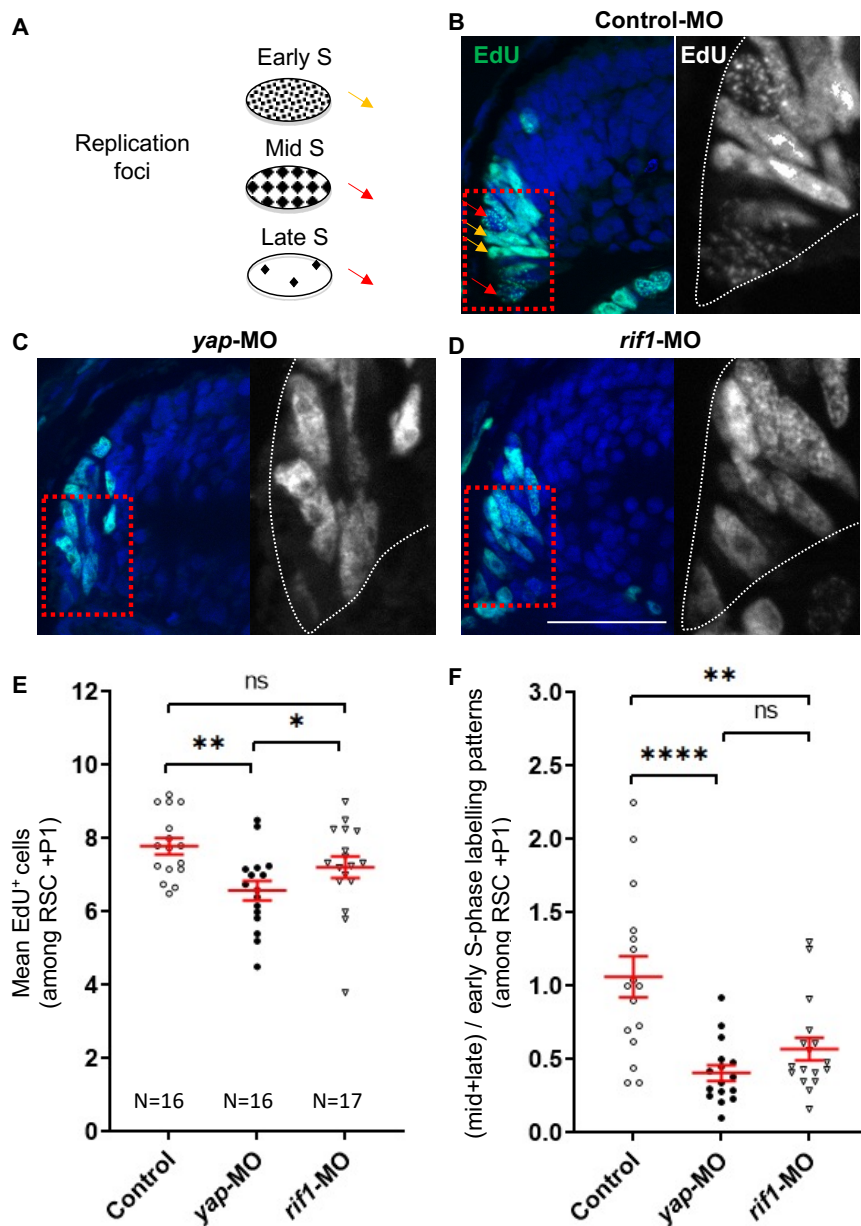 A
Early S
Replication
foci
Mid S
Late S
B
Control-MO
EdU
EdU
C
yap-MO
D
rif1-MO
E
Mean EdU+ cells
(among RSC +P1)
12
10
8
6
4
2
0
ns
**
*
N=16
N=16
N=17
Control
yap-MO
rif1-MO
F
(mid+late) / early S-phase labelling patterns
(among RSC +P1)
3.0
2.5
2.0
1.5
1.0
0.5
0.0
**
ns
****
Control
yap-MO
rif1-MO